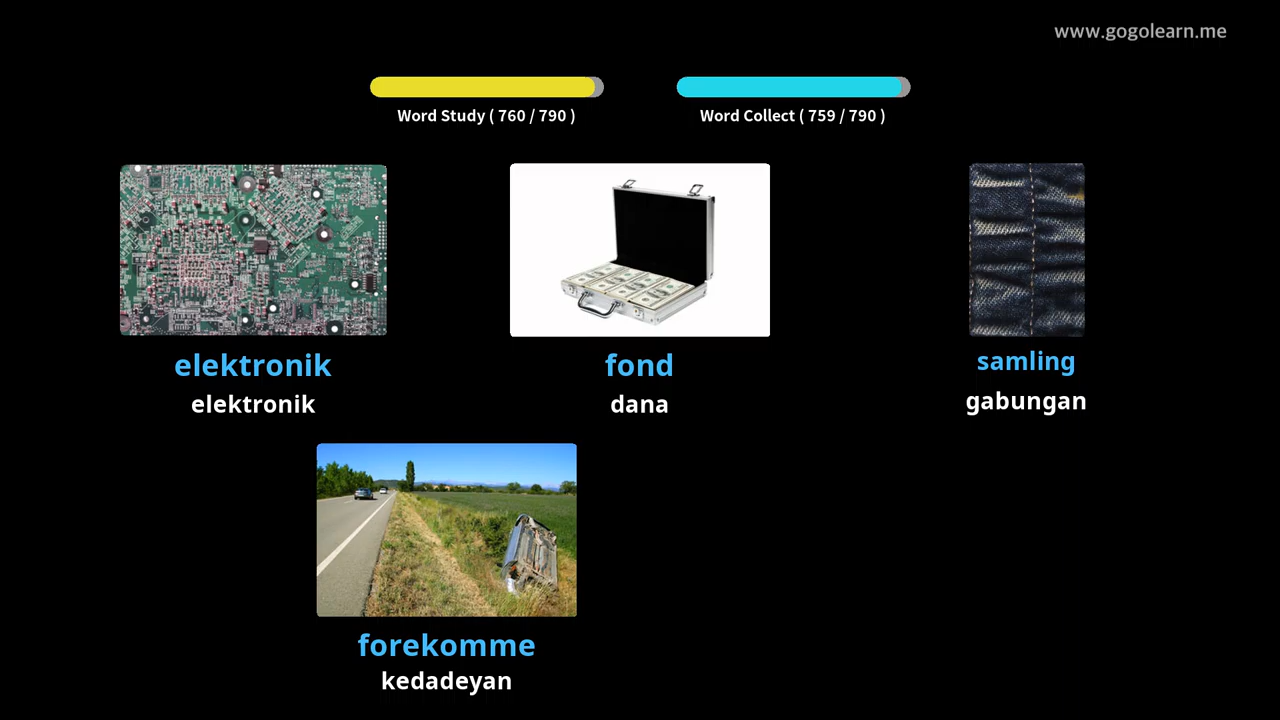 www.gogolearn.me
Word Study ( 760 / 790 )
Word Collect ( 759 / 790 )
elektronik
elektronik
fond
dana
samling
gabungan
forekomme
kedadeyan